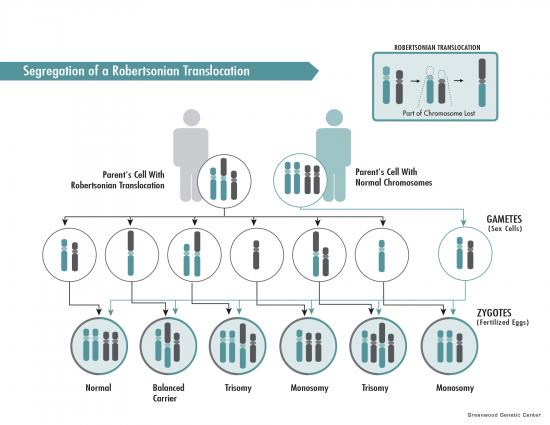 ROBERTSONIAN TRANSLOCATION
Segregation of a Robertsonian Translocation
Part of Chromosome Lost
Parent's Cell With
Robertsonian Translocation
Parent's Cell With
Normal Chromosomes
GAMETES
(Sex Cells)
ZYGOTES
(Fertilized Eggs)
Normal
Balanced
Carrier
Trisomy
Monosomy
Trisomy
Monosomy
Greenwood Genetic Center